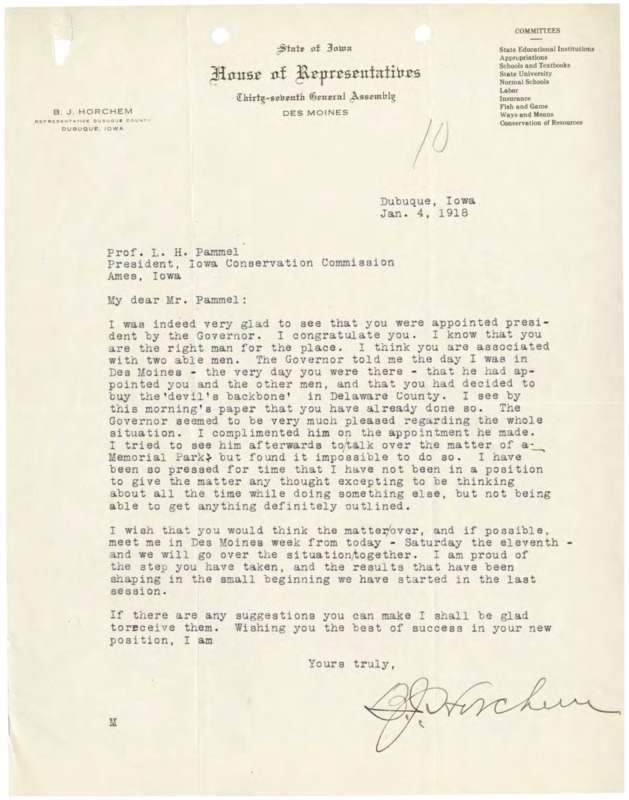 State of Iowa
House of Representatives
Thirty-seventh General Assembly
DES MOINES
COMMITTEES
State Educational Institutions
Appropriations
Schools and Textbooks
State University
Normal Schools
Labor
Insurance
Fish and Game
Ways and Means
Conservation of Resources
B. J. HORCHEM
REPRESENTATIVE DUBUQUE COUNTY
DUBUQUE, IOWA
10
Dubuque, Iowa
Jan. 4, 1918
Prof. L. H. Pammel
President, Iowa Conservation Commission
Ames, Iowa
My dear Mr. Pammel:
I was indeed very glad to see that you were appointed presi-
dent by the Governor. I congratulate you. I know that you
are the right man for the place. I think you are associated
with two able men. The Governor told me the day I was in
Des Moines - the very day you were there - that he had ap-
pointed you and the other men, and that you had decided to
buy the 'devil's backbone' in Delaware County. I see by
this morning's paper that you have already done so. The
Governor seemed to be very much pleased regarding the whole
situation. I complimented him on the appointment he made.
I tried to see him afterwards to/talk over the matter of a
Memorial Park, but found it impossible to do so. I have
been so pressed for time that I have not been in a position
to give the matter any thought excepting to be thinking
about all the time while doing something else, but not being
able to get anything definitely outlined.
I wish that you would think the matter/over, and if possible,
meet me in Des Moines week from today - Saturday the eleventh -
and we will go over the situation/together. I am proud of
the step you have taken, and the results that have been
shaping in the small beginning we have started in the last
session.
If there are any suggestions you can make I shall be glad
toreceive them. Wishing you the best of success in your new
position, I am
Yours truly,
B.J. Horchem
M